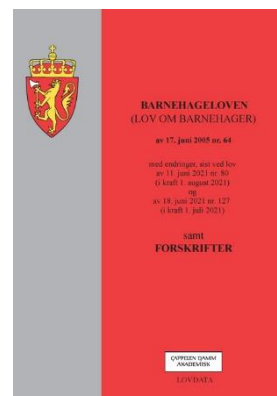 BARNEHAGELOVEN
(LOV OM BARNEHAGER)
av 17. juni 2005 nr. 64
med endringer, sist ved lov
av 11. juni 2021 nr. 80
(i kraft 1. august 2021)
og
av 18. juni 2021 nr. 127
(i kraft 1. juli 2021)
samt
FORSKRIFTER
CAPPELEN DAMM
AKADEMISK
LOVDATA